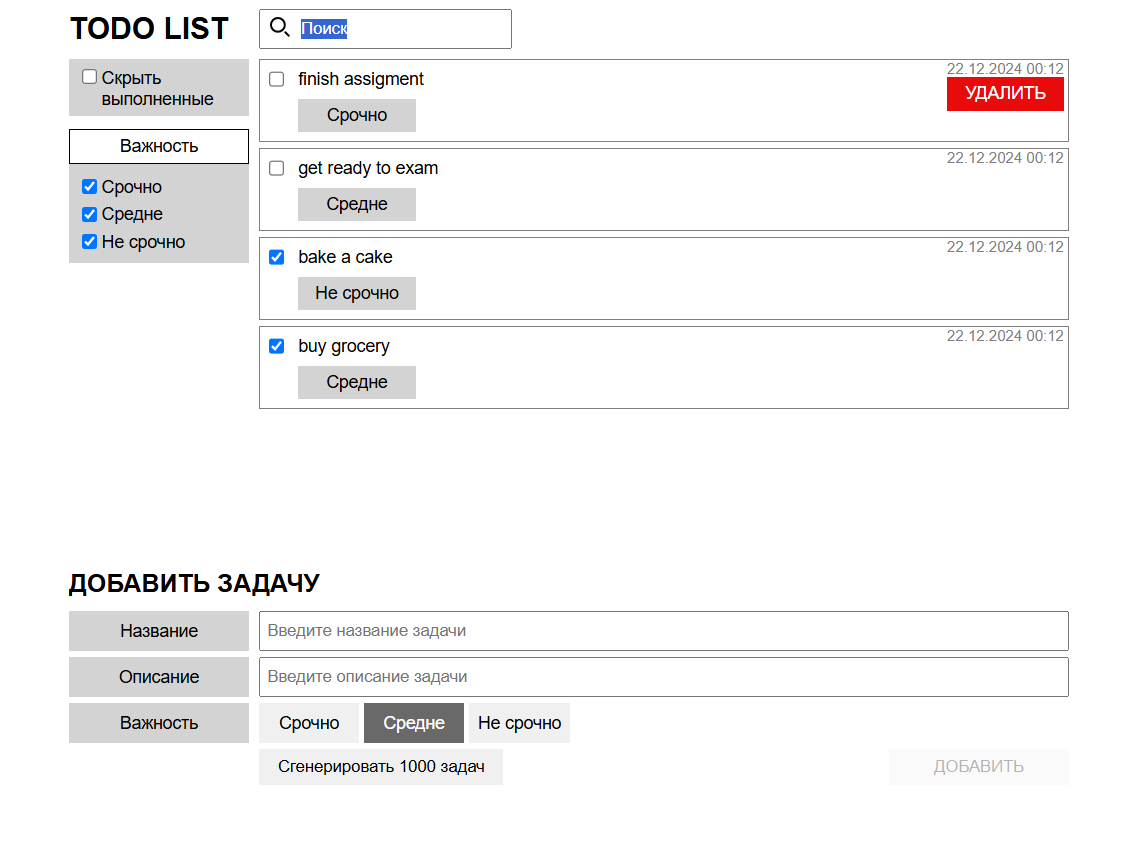 TODO LIST
Поиск
Скрыть
выполненные
Важность
Срочно
Средне
Не срочно
finish assigment
22.12.2024 00:12
УДАЛИТЬ
Срочно
get ready to exam
22.12.2024 00:12
Средне
bake a cake
22.12.2024 00:12
Не срочно
buy grocery
22.12.2024 00:12
Средне
ДОБАВИТЬ ЗАДАЧУ
Название
Введите название задачи
Описание
Введите описание задачи
Важность
Срочно
Средне
Не срочно
Сгенерировать 1000 задач
ДОБАВИТЬ